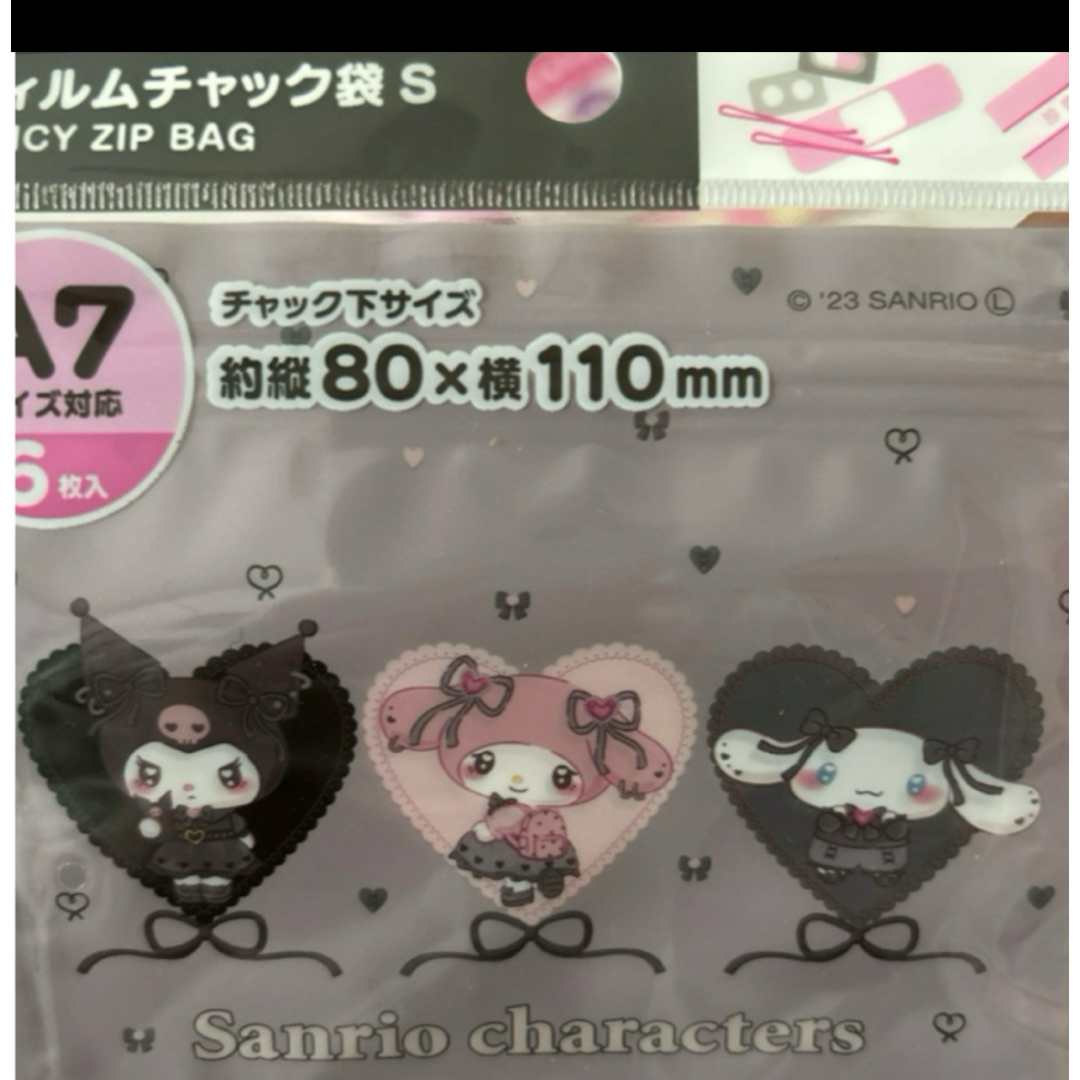 ィルムチャック袋 S
ZIP BAG
A7
チャック下サイズ
© '23 SANRIO Ⓛ
約縦80×横110mm
イズ対応
6枚入
Sanrio characters